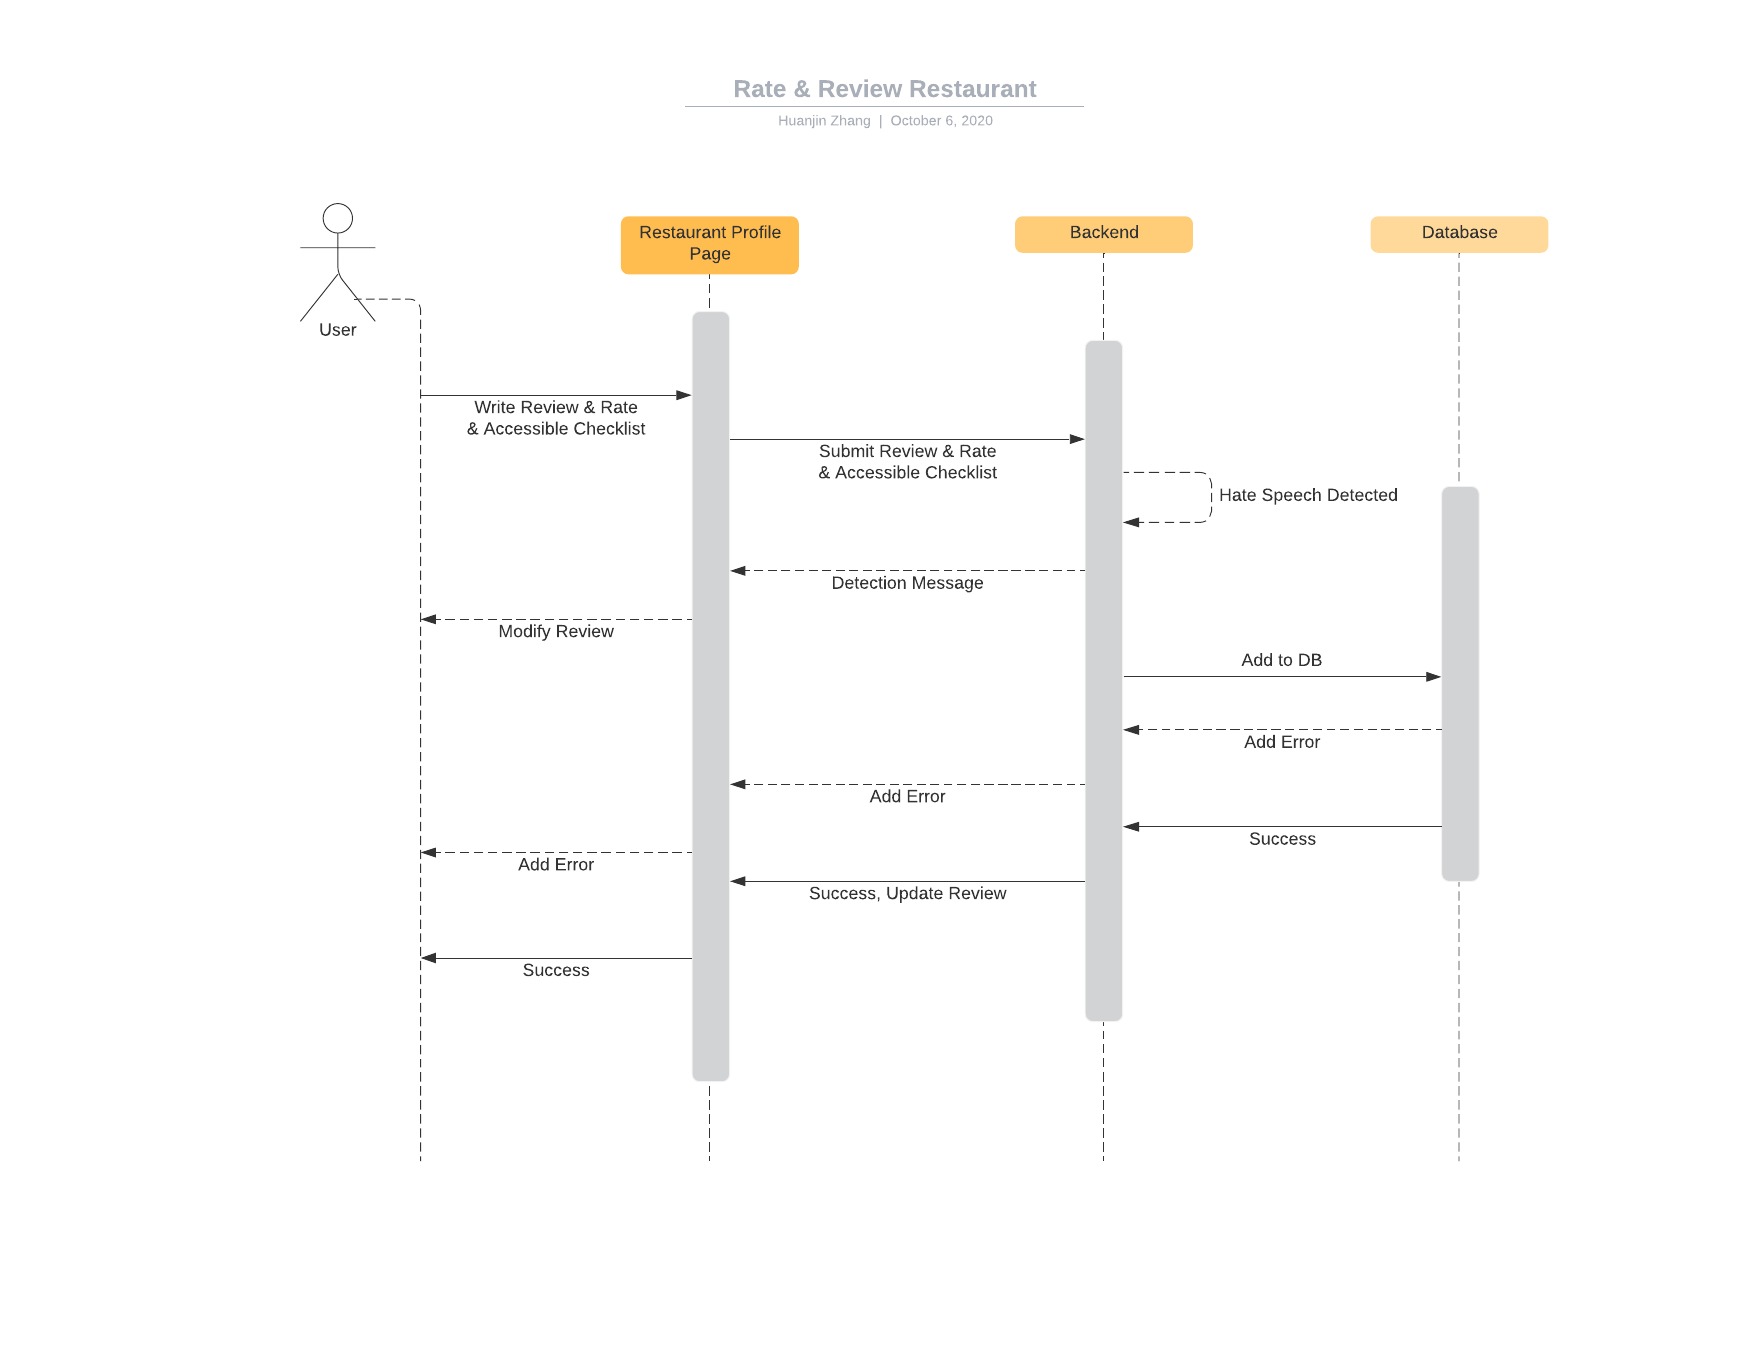 Rate & Review Restaurant
Huanjin Zhang | October 6, 2020
User
Restaurant Profile
Page
Backend
Database
Write Review & Rate
& Accessible Checklist
Submit Review & Rate
& Accessible Checklist
Hate Speech Detected
Detection Message
Modify Review
Add to DB
Add Error
Add Error
Success
Add Error
Success, Update Review
Success